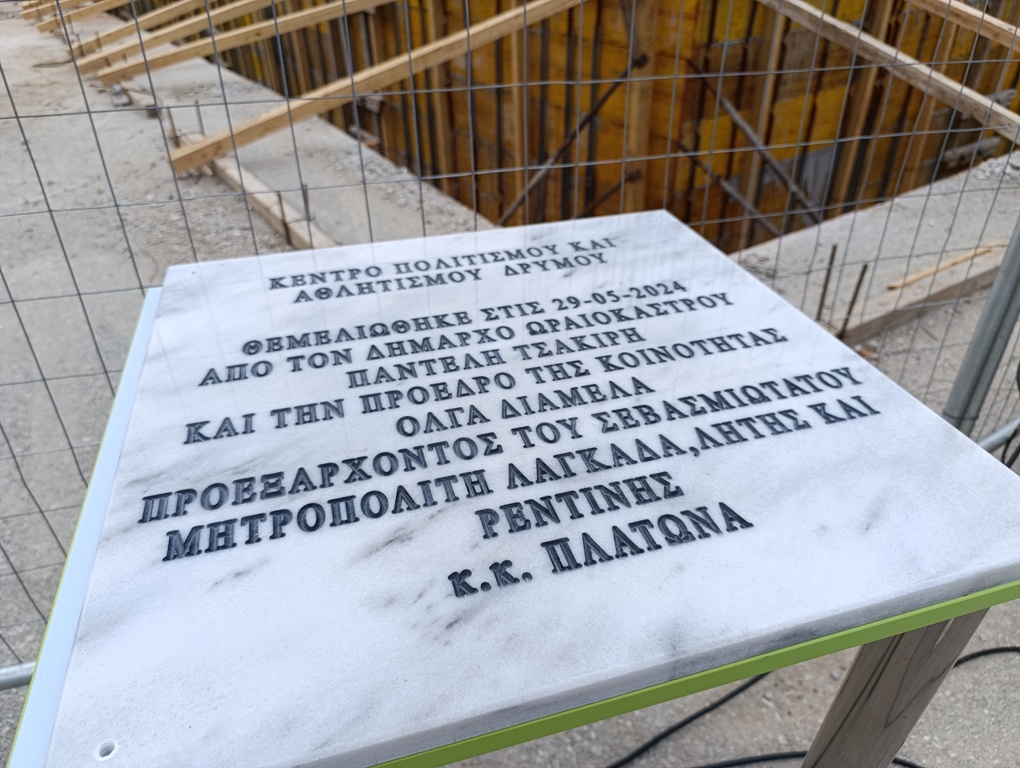 ΚΕΝΤΡΟ ΠΟΛΙΤΙΣΜΟΥ ΚΑΙ
ΑΘΛΗΤΙΣΜΟΥ ΔΡΥΜΟΥ
ΘΕΜΕΛΙΩΘΗΚΕ ΣΤΙΣ 29-05-2024
ΑΠΟ ΤΟΝ ΔΗΜΑΡΧΟ ΩΡΑΙΟΚΑΣΤΡΟΥ
ΠΑΝΤΕΛΗ ΤΣΑΚΙΡΗ
ΚΑΙ ΤΗΝ ΠΡΟΕΔΡΟ ΤΗΣ ΚΟΙΝΟΤΗΤΑΣ
ΟΛΓΑ ΔΙΑΜΕΛΑ
ΠΡΟΕΞΑΡΧΟΝΤΟΣ ΤΟΥ ΣΕΒΑΣΜΙΩΤΑΤΟΥ
ΜΗΤΡΟΠΟΛΙΤΗ ΛΑΓΚΑΔΑ,ΛΗΤΗΣ ΚΑΙ
ΡΕΝΤΙΝΗΣ
κ.κ. ΠΛΑΤΩΝΑ